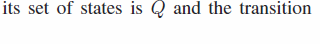 its set of states is Q and the transition